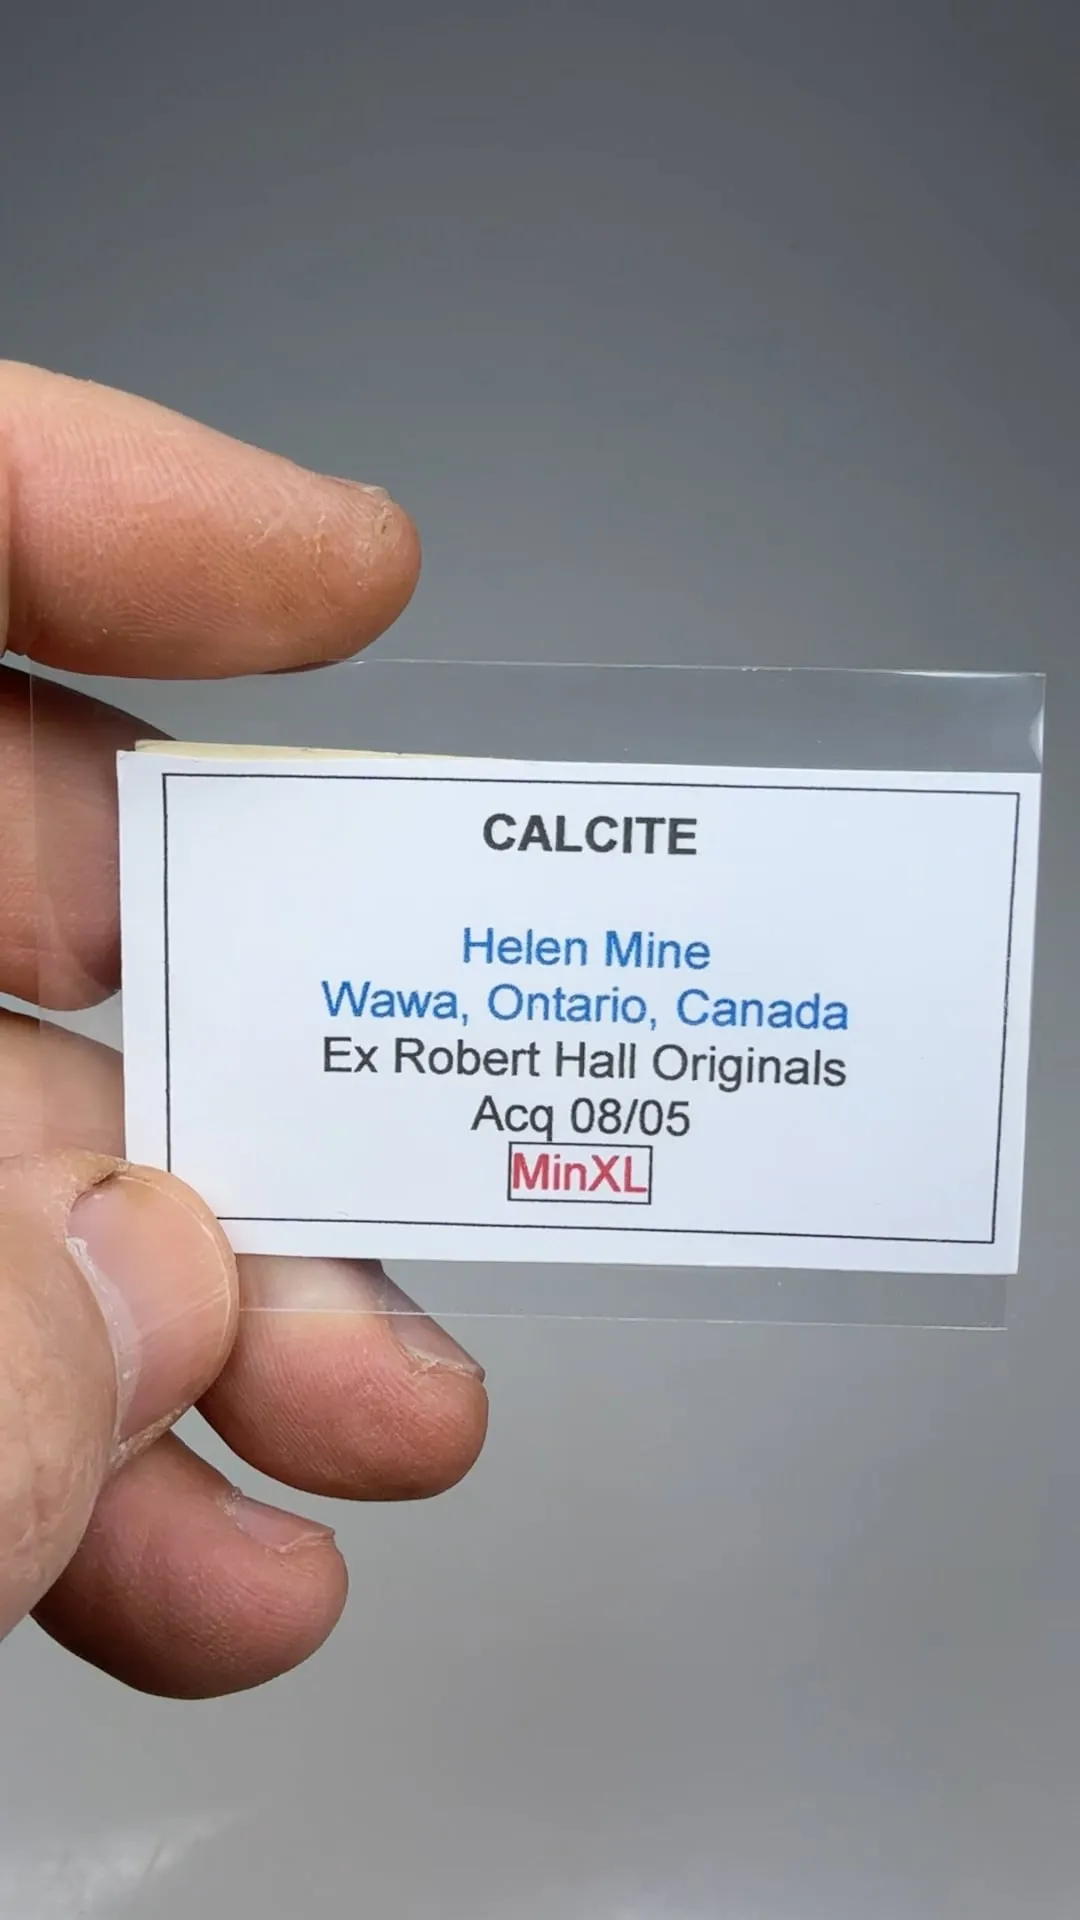 CALCITE
Helen Mine
Wawa, Ontario, Canada
Ex Robert Hall Originals
Acq 08/05
MinXL